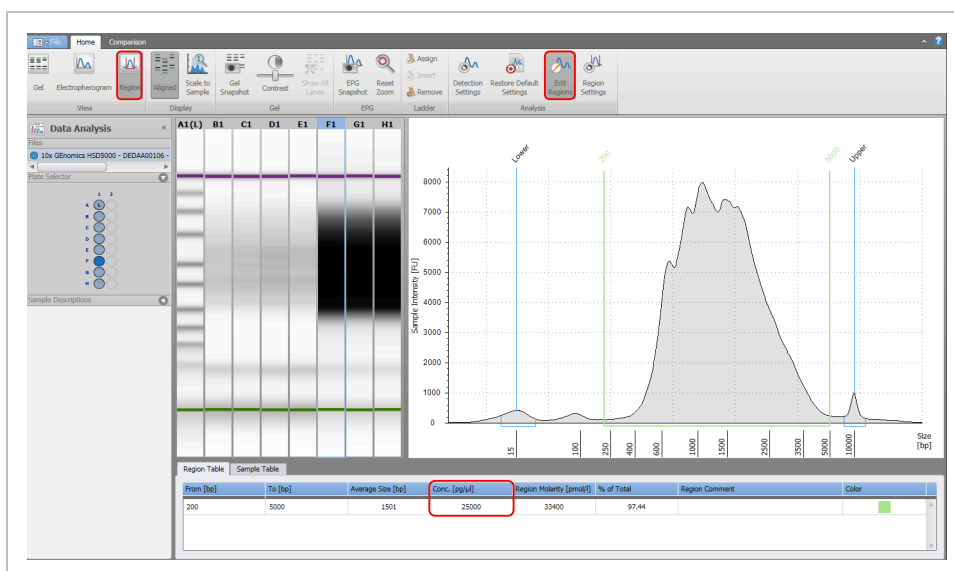 File Home Comparison
Gel Electropherogram Region Aligned Scale to Sample Gel Snapshot Contrast Show All Lanes EPG Snapshot Reset Zoom Assign Insert Remove Detection Settings Restore Default Settings Edit Regions Region Settings
View Display Gel EPG Ladder Analysis
Data Analysis
Files
10x GEnomics HSD5000 - DEDAA00106 -
Plate Selector
1 2
A L
B
C
D
E
F
G
H
Sample Descriptions
A1(L) B1 C1 D1 E1 F1 G1 H1
Lower 200 5000 Upper
Sample Intensity [FU]
8000
7000
6000
5000
4000
3000
2000
1000
0
15 100 250 400 600 1000 1500 2500 3500 5000 10000
Size
[bp]
Region Table Sample Table
From [bp] To [bp] Average Size [bp] Conc. [pg/µl] Region Molarity [pmol/l] % of Total Region Comment Color
200 5000 1501 25000 33400 97.44